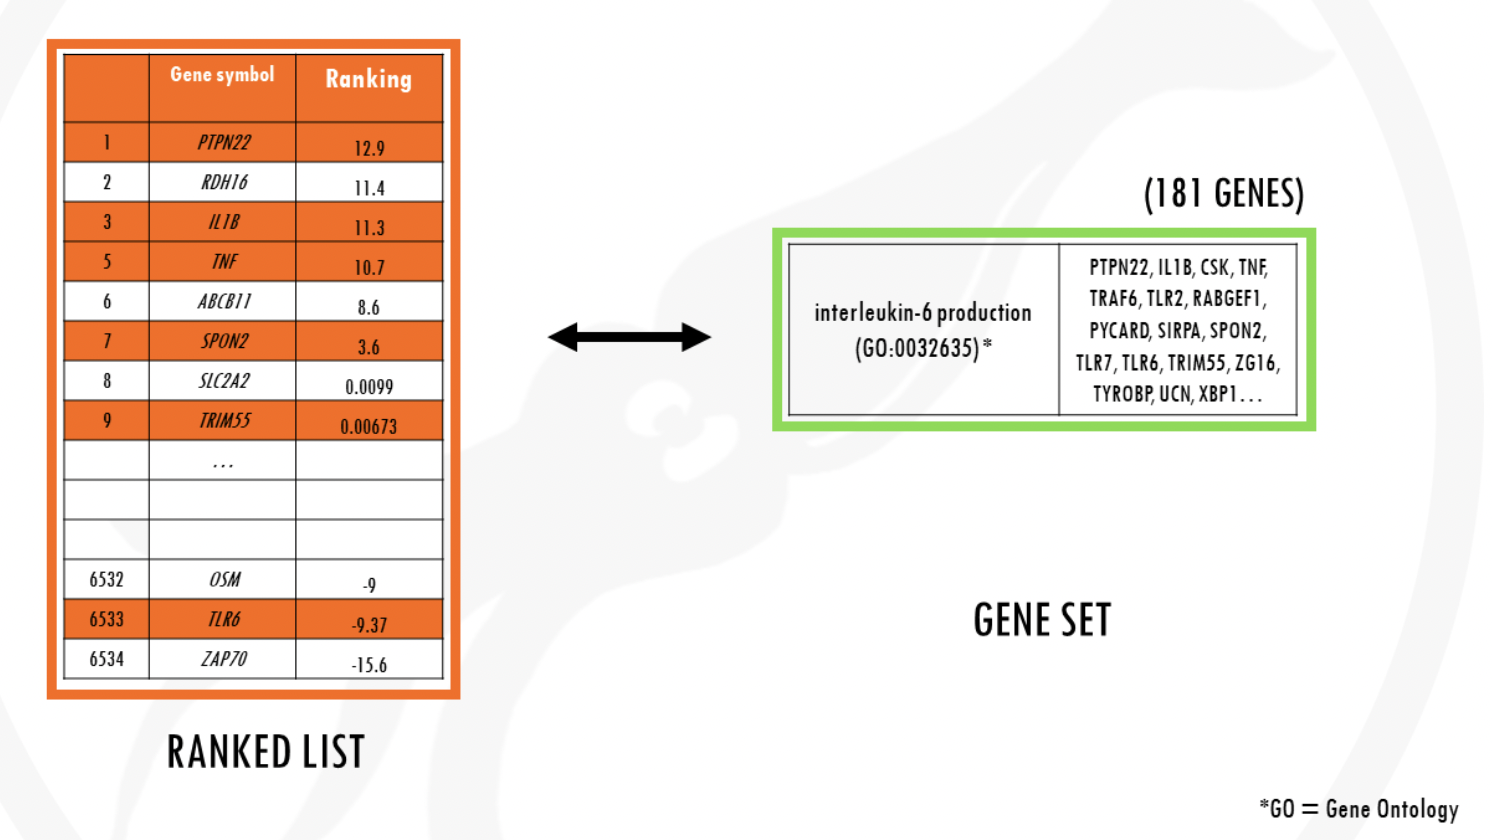 Gene symbol Ranking
1 PTPN22 12.9
2 RDH16 11.4
3 IL1B 11.3
5 TNF 10.7
6 ABCB11 8.6
7 SPON2 3.6
8 SLC2A2 0.0099
9 TRIM55 0.00673
...
6532 OSM -9
6533 TLR6 -9.37
6534 ZAP70 -15.6
RANKED LIST
(181 GENES)
interleukin-6 production
(GO:0032635)*
PTPN22, IL1B, CSK, TNF,
TRAF6, TLR2, RABGEF1,
PYCARD, SIRPA, SPON2,
TLR7, TLR6, TRIM55, ZG16,
TYROBP, UCN, XBP1...
GENE SET
*GO = Gene Ontology